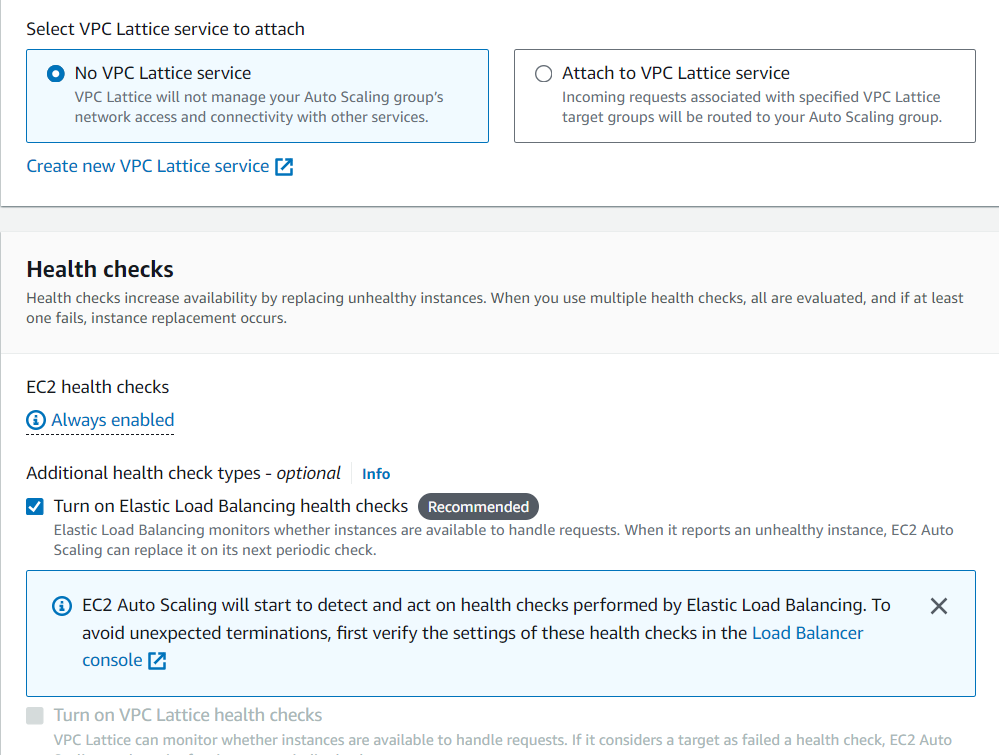 Select VPC Lattice service to attach
No VPC Lattice service
VPC Lattice will not manage your Auto Scaling group's
network access and connectivity with other services.
Attach to VPC Lattice service
Incoming requests associated with specified VPC Lattice
target groups will be routed to your Auto Scaling group.
Create new VPC Lattice service
Health checks
Health checks increase availability by replacing unhealthy instances. When you use multiple health checks, all are evaluated, and if at least
one fails, instance replacement occurs.
EC2 health checks
Always enabled
Additional health check types - optional Info
Turn on Elastic Load Balancing health checks Recommended
Elastic Load Balancing monitors whether instances are available to handle requests. When it reports an unhealthy instance, EC2 Auto
Scaling can replace it on its next periodic check.
EC2 Auto Scaling will start to detect and act on health checks performed by Elastic Load Balancing. To
avoid unexpected terminations, first verify the settings of these health checks in the Load Balancer
console
Turn on VPC Lattice health checks
VPC Lattice can monitor whether instances are available to handle requests. If it considers a target as failed a health check, EC2 Auto